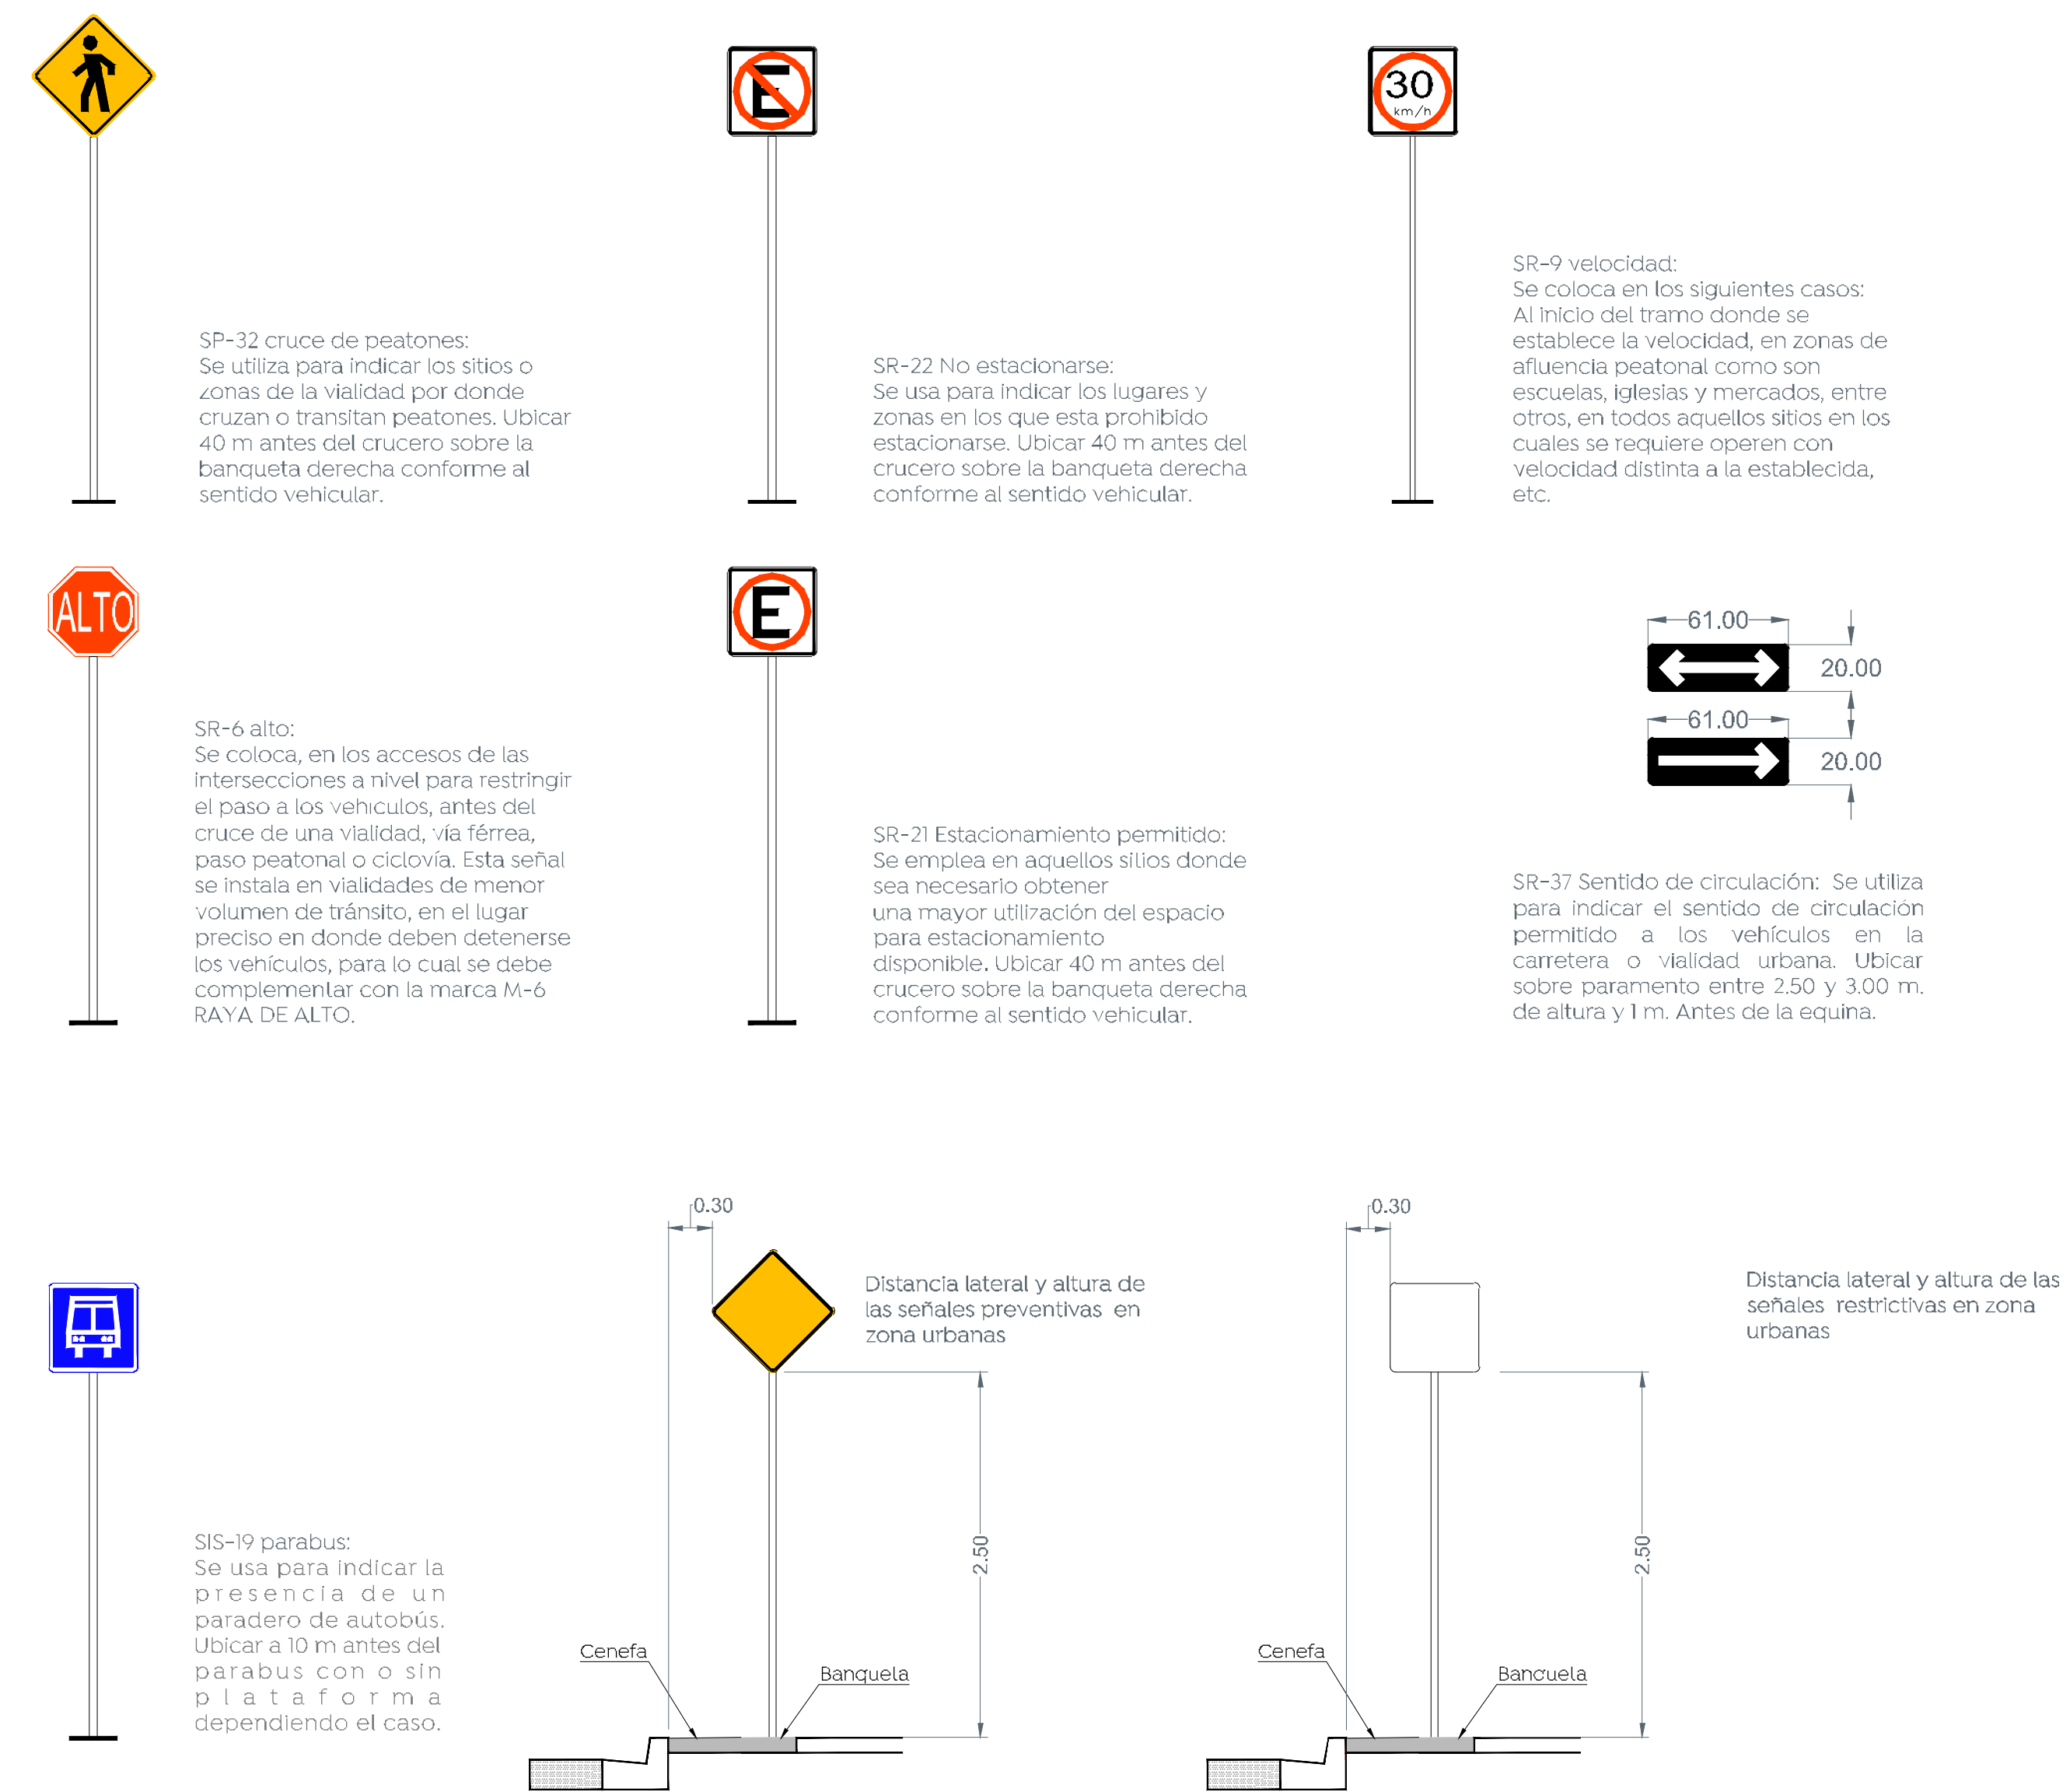 30
km/h
SP-32 cruce de peatones:
Se utiliza para indicar los sitios o
zonas de la vialidad por donde
cruzan o transitan peatones. Ubicar
40 m antes del crucero sobre la
banqueta derecha conforme al
sentido vehicular.
E
SR-22 No estacionarse:
Se usa para indicar los lugares y
zonas en los que esta prohibido
estacionarse. Ubicar 40 m antes del
crucero sobre la banqueta derecha
conforme al sentido vehicular.
SR-9 velocidad:
Se coloca en los siguientes casos:
Al inicio del tramo donde se
establece la velocidad, en zonas de
afluencia peatonal como son
escuelas, iglesias y mercados, entre
otros, en todos aquellos sitios en los
cuales se requiere operen con
velocidad distinta a la establecida,
etc.
ALTO
SR-6 alto:
Se coloca, en los accesos de las
intersecciones a nivel para restringir
el paso a los vehiculos, antes del
cruce de una vialidad, vía férrea,
paso peatonal o ciclovía. Esta señal
se instala en vialidades de menor
volumen de tránsito, en el lugar
preciso en donde deben detenerse
los vehículos, para lo cual se debe
complementar con la marca M-6
RAYA DE ALTO.
E
SR-21 Estacionamiento permitido:
Se emplea en aquellos sitios donde
sea necesario obtener
una mayor utilización del espacio
para estacionamiento
disponible. Ubicar 40 m antes del
crucero sobre la banqueta derecha
conforme al sentido vehicular.
61.00
20.00
61.00
20.00
SR-37 Sentido de circulación: Se utiliza
para indicar el sentido de circulación
permitido a los vehículos en la
carretera o vialidad urbana. Ubicar
sobre paramento entre 2.50 y 3.00 m.
de altura y 1 m. Antes de la equina.
SIS-19 parabus:
Se usa para indicar la
presencia de un
paradero de autobús.
Ubicar a 10 m antes del
parabus con o sin
plataforma
dependiendo el caso.
0.30
Distancia lateral y altura de
las señales preventivas en
zona urbanas
2.50
Cenefa
Banqueta
0.30
Distancia lateral y altura de las
señales restrictivas en zona
urbanas
2.50
Cenefa
Banqueta